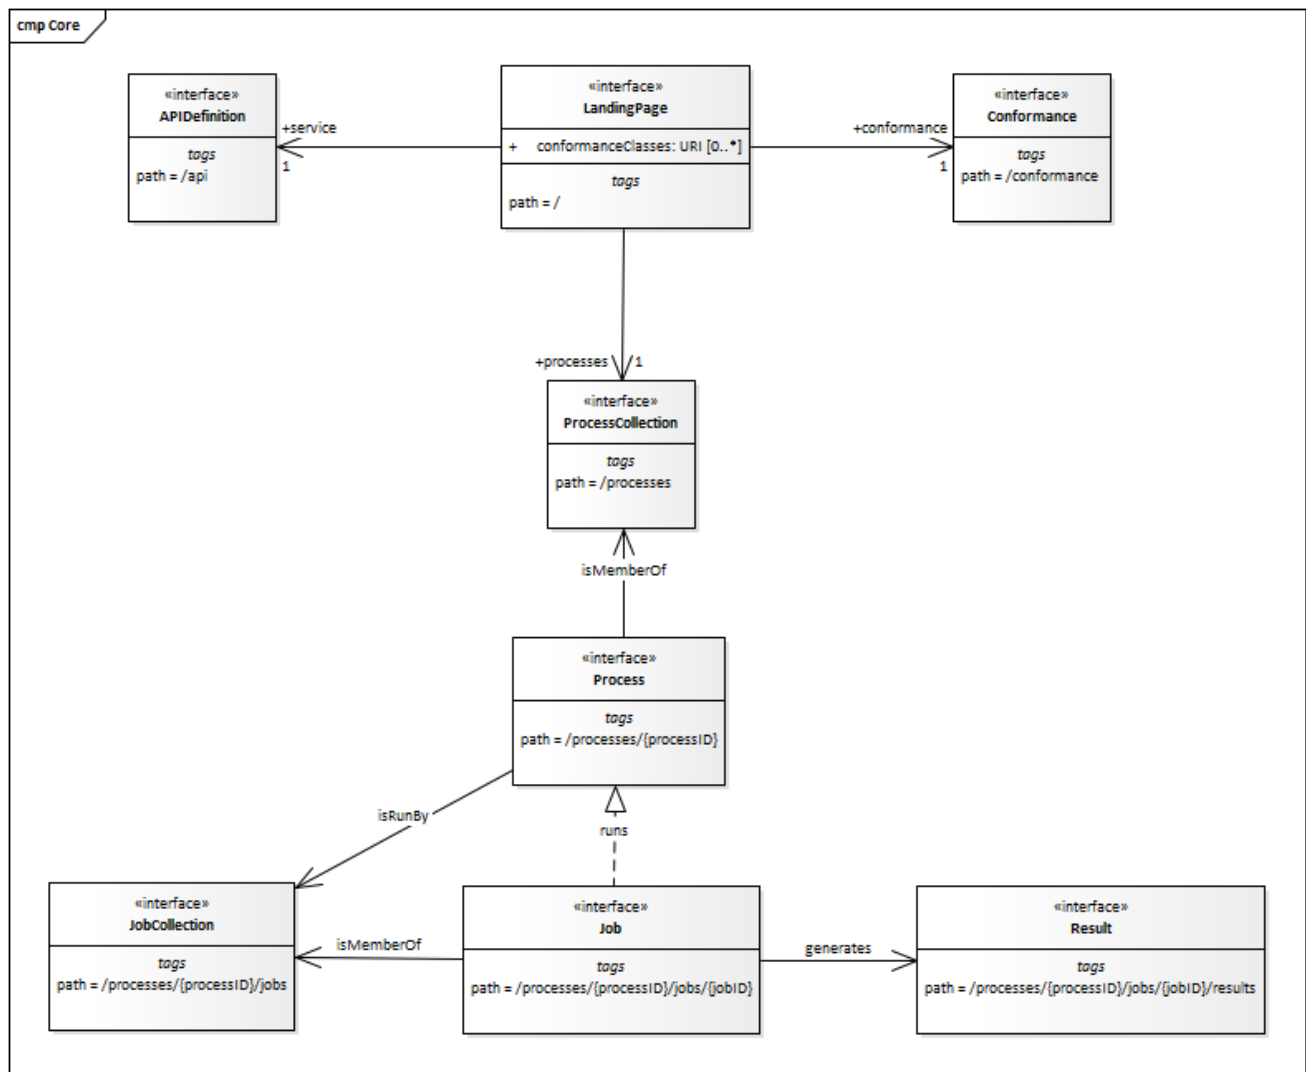 cmp Core
«interface»
APIDefinition
tags
path = /api
«interface»
LandingPage
+ conformanceClasses: URI [0..*]
tags
path = /
«interface»
Conformance
tags
path = /conformance
+service
1
+conformance
1
+processes
1
«interface»
ProcessCollection
tags
path = /processes
isMemberOf
«interface»
Process
tags
path = /processes/{processID}
isRunBy
runs
«interface»
JobCollection
tags
path = /processes/{processID}/jobs
isMemberOf
«interface»
Job
tags
path = /processes/{processID}/jobs/{jobID}
generates
«interface»
Result
tags
path = /processes/{processID}/jobs/{jobID}/results